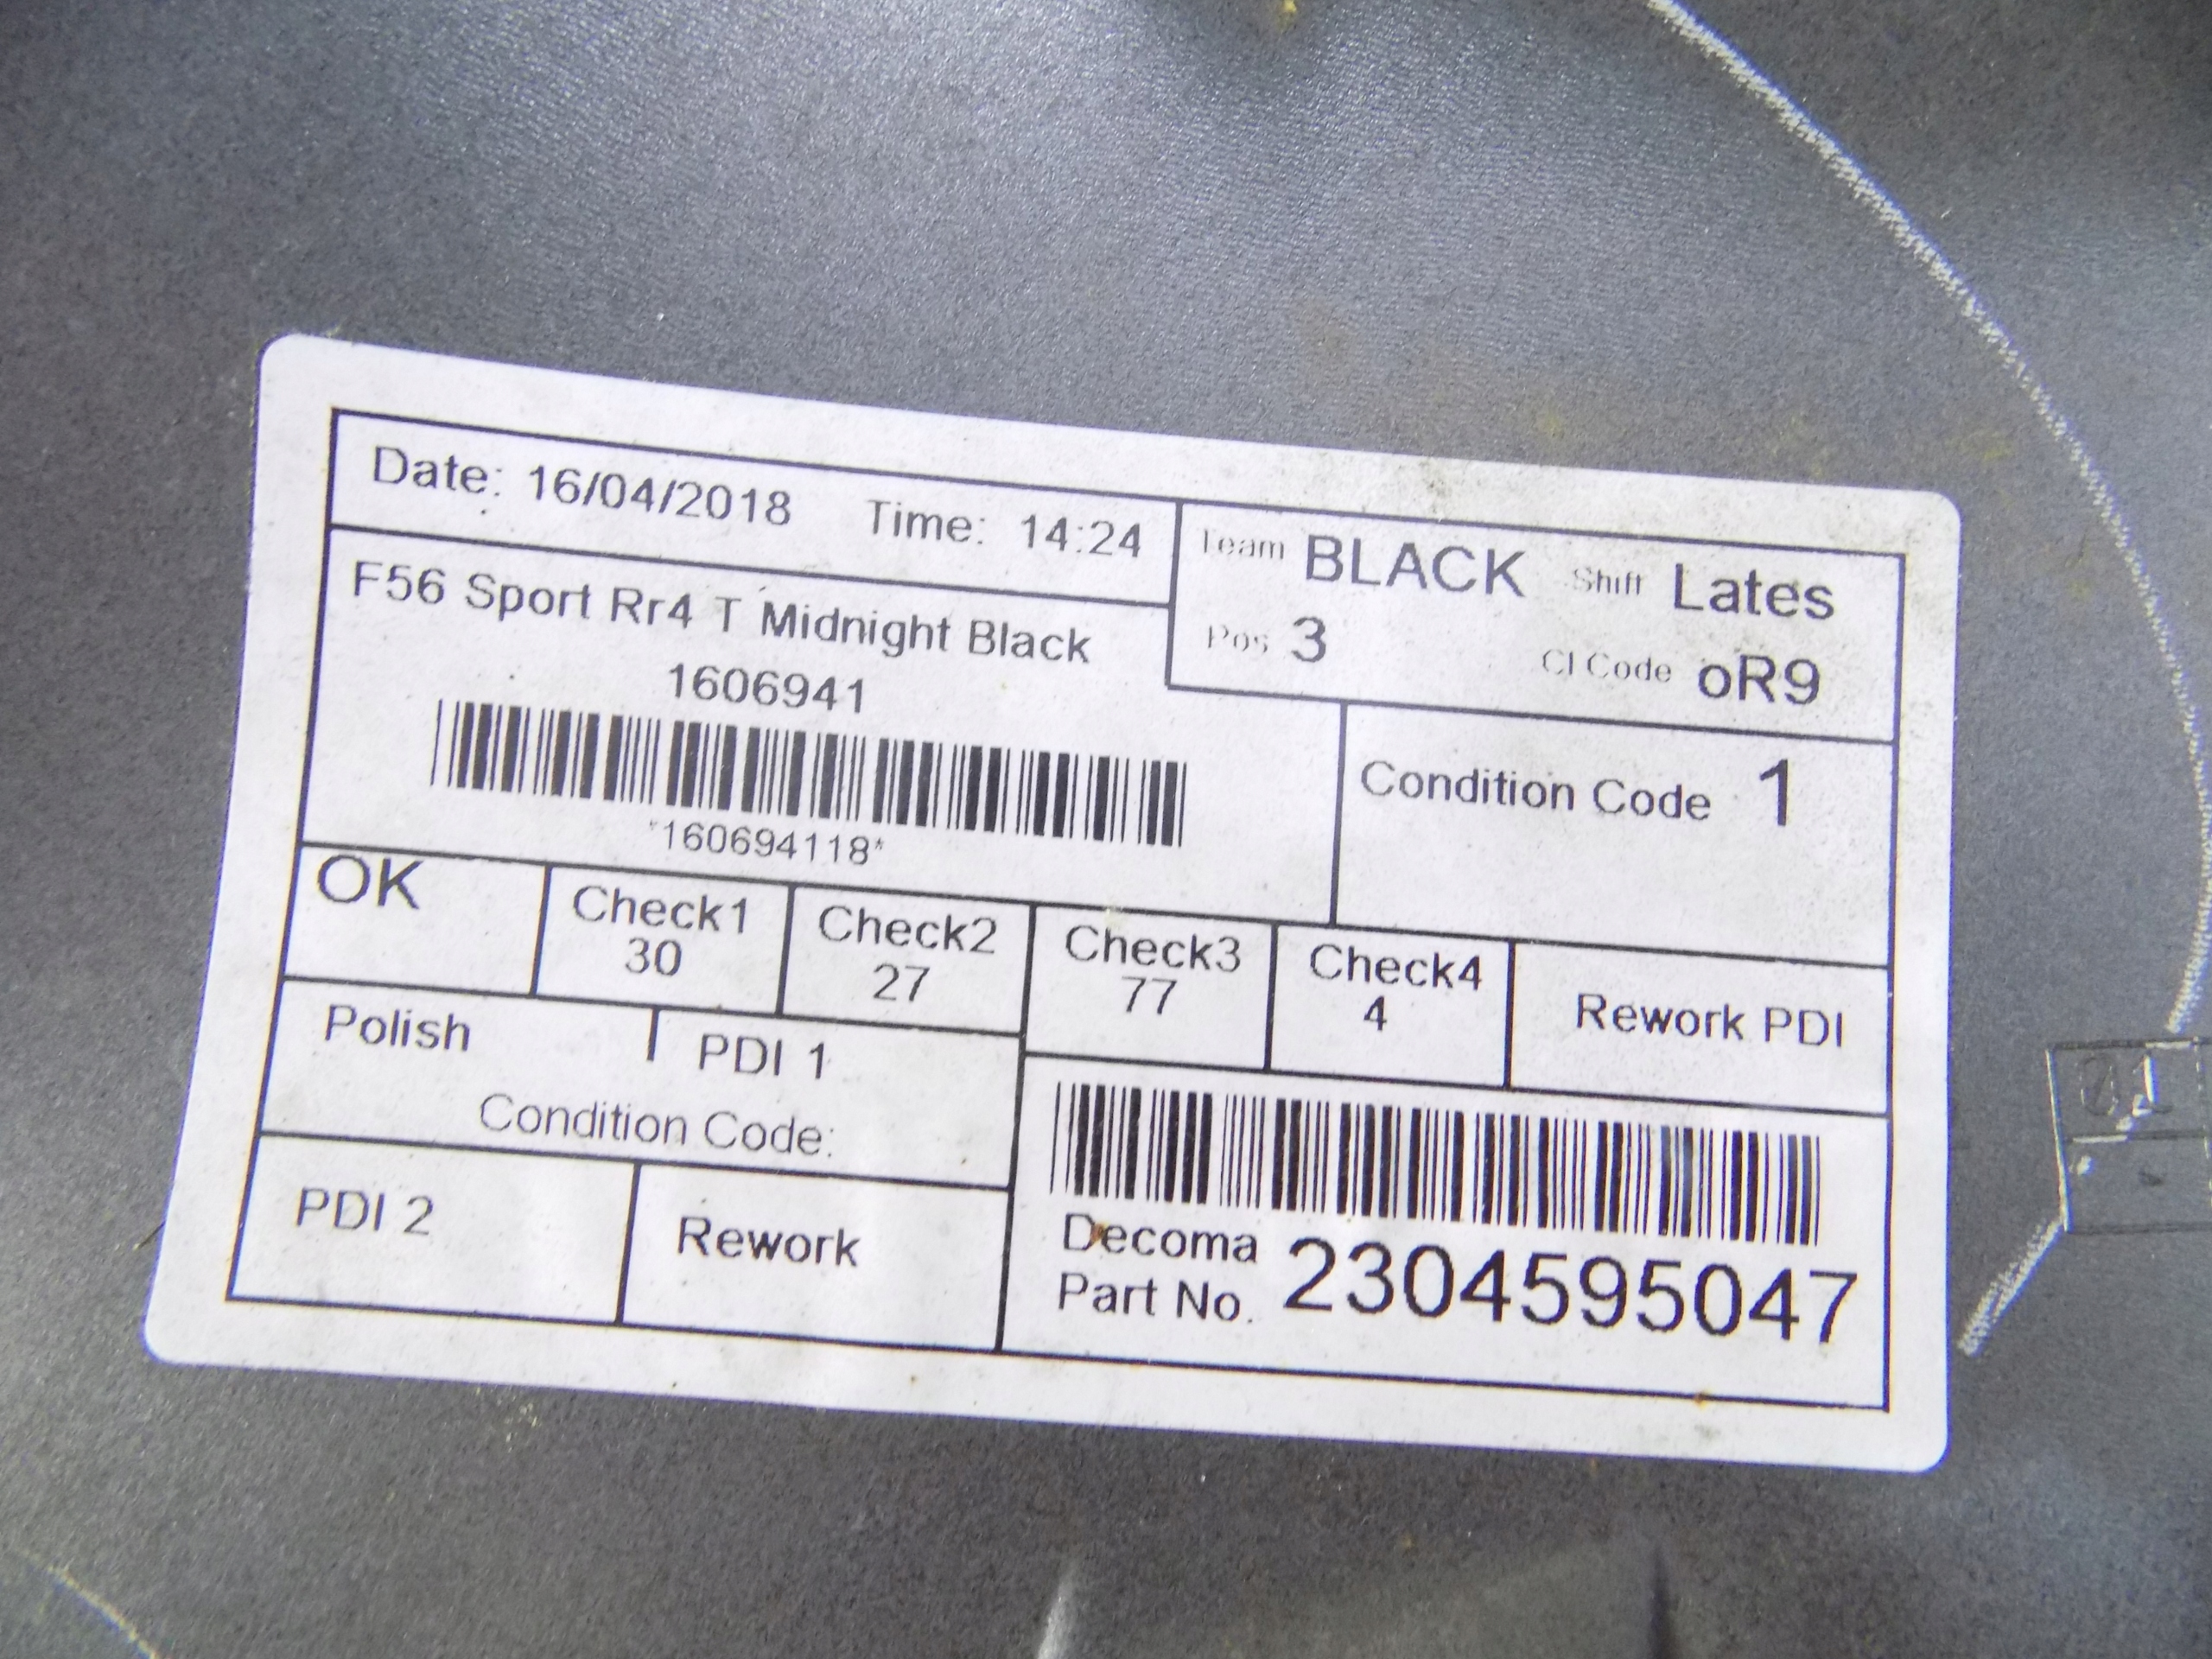 Date: 16/04/2018 Time: 14:24
Team BLACK Shift Lates
Pos 3 CI Code oR9
F56 Sport Rr4 T Midnight Black
1606941
*160694118*
Condition Code 1
OK
Check1
30
Check2
27
Check3
77
Check4
4
Rework PDI
Polish
PDI 1
Condition Code:
PDI 2
Rework
Decoma
Part No. 2304595047